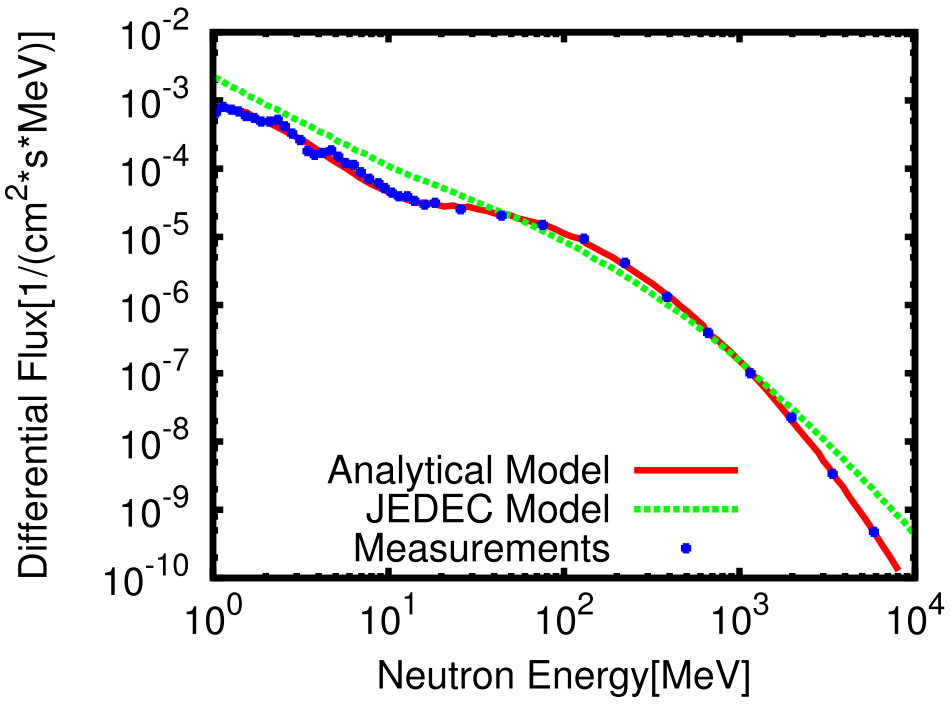 Differential Flux[1/(cm²*s*MeV)]
10⁻²
10⁻³
10⁻⁴
10⁻⁵
10⁻⁶
10⁻⁷
10⁻⁸
10⁻⁹
10⁻¹⁰
Analytical Model
JEDEC Model
Measurements
10⁰ 10¹ 10² 10³ 10⁴
Neutron Energy[MeV]